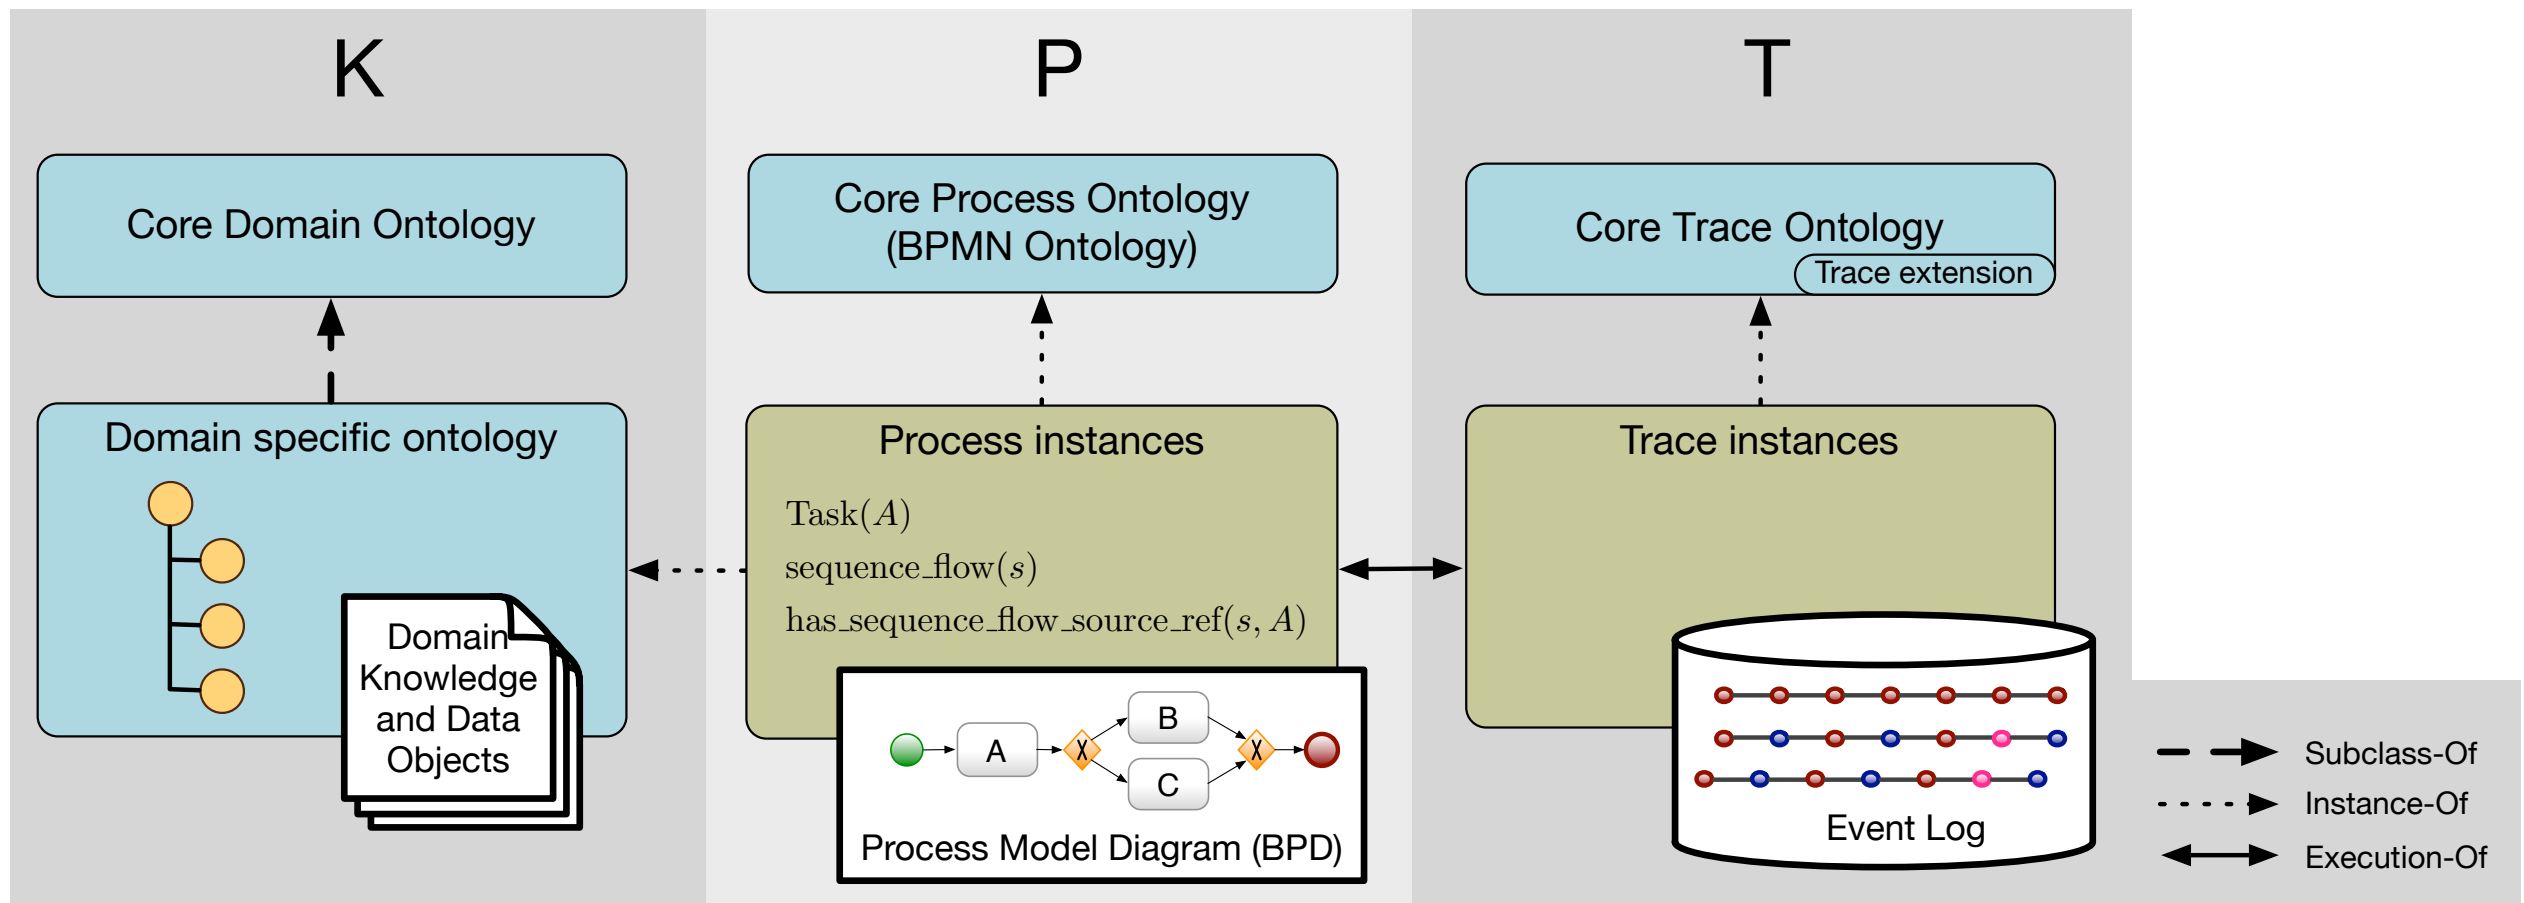 K
P
T
Core Domain Ontology
Core Process Ontology
(BPMN Ontology)
Core Trace Ontology
Trace extension
Domain specific ontology
Domain
Knowledge
and Data
Objects
Process instances
Task(A)
sequence_flow(s)
has_sequence_flow_source_ref(s, A)
A
X
B
C
X
Process Model Diagram (BPD)
Trace instances
Event Log
Subclass-Of
Instance-Of
Execution-Of